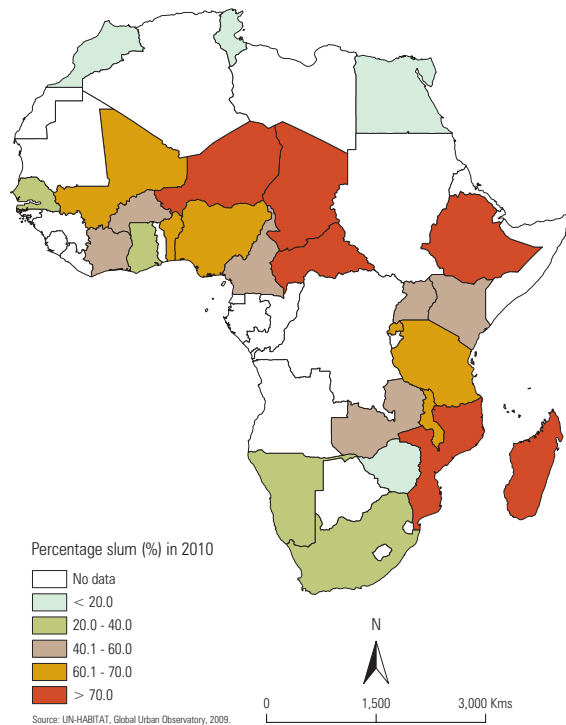 Percentage slum (%) in 2010
No data
< 20.0
20.0 - 40.0
40.1 - 60.0
60.1 - 70.0
> 70.0
Source: UN-HABITAT, Global Urban Observatory, 2009.
N
0 1,500 3,000 Kms